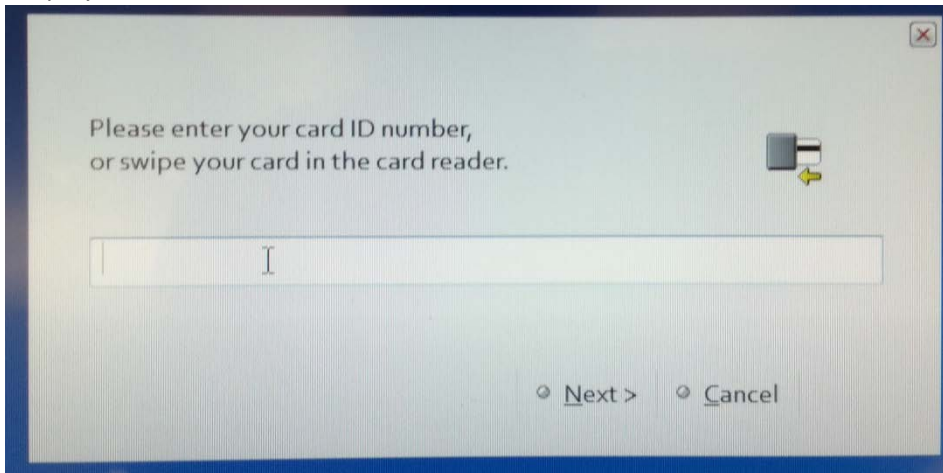 Please enter your card ID number,
or swipe your card in the card reader.
Next >
Cancel